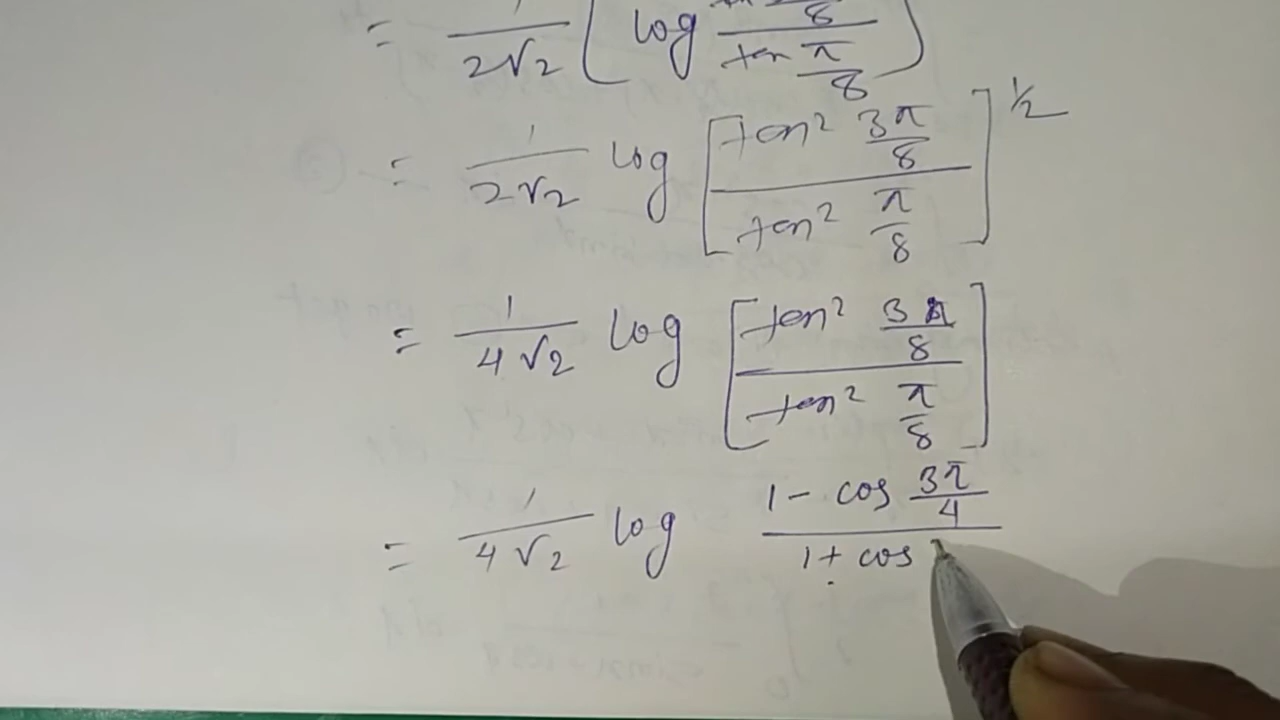 = 1/2√2 ( log tan 3π/8 / tan π/8 )
= 1/2√2 log [ tan² 3π/8 / tan² π/8 ]^1/2
= 1/4√2 log [ tan² 3π/8 / tan² π/8 ]
= 1/4√2 log 1 - cos 3π/4 / 1 + cos